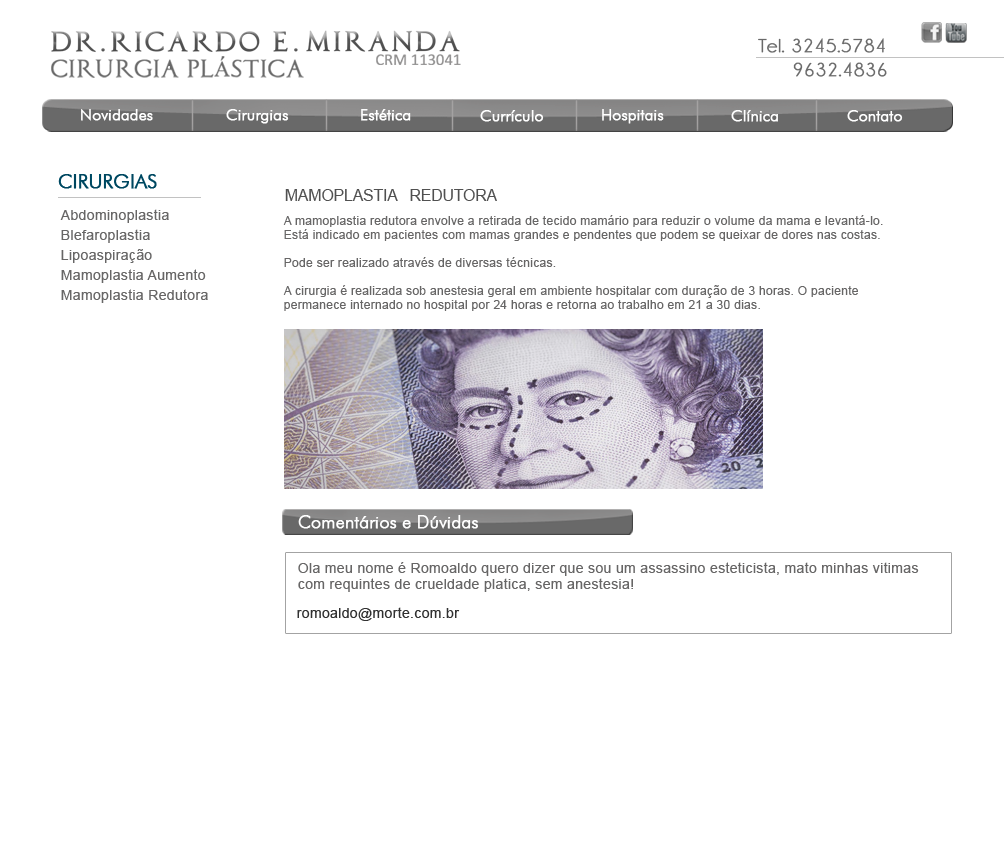 DR. RICARDO E. MIRANDA
CIRURGIA PLÁSTICA
CRM 113041
Tel. 3245.5784
9632.4836
f
You Tube
Novidades
Cirurgias
Estética
Currículo
Hospitais
Clínica
Contato
CIRURGIAS
Abdominoplastia
Blefaroplastia
Lipoaspiração
Mamoplastia Aumento
Mamoplastia Redutora
MAMOPLASTIA REDUTORA
A mamoplastia redutora envolve a retirada de tecido mamário para reduzir o volume da mama e levantá-lo.
Está indicado em pacientes com mamas grandes e pendentes que podem se queixar de dores nas costas.
Pode ser realizado através de diversas técnicas.
A cirurgia é realizada sob anestesia geral em ambiente hospitalar com duração de 3 horas. O paciente
permanece internado no hospital por 24 horas e retorna ao trabalho em 21 a 30 dias.
20
Comentários e Dúvidas
Ola meu nome é Romoaldo quero dizer que sou um assassino esteticista, mato minhas vitimas
com requintes de crueldade platica, sem anestesia!
romoaldo@morte.com.br